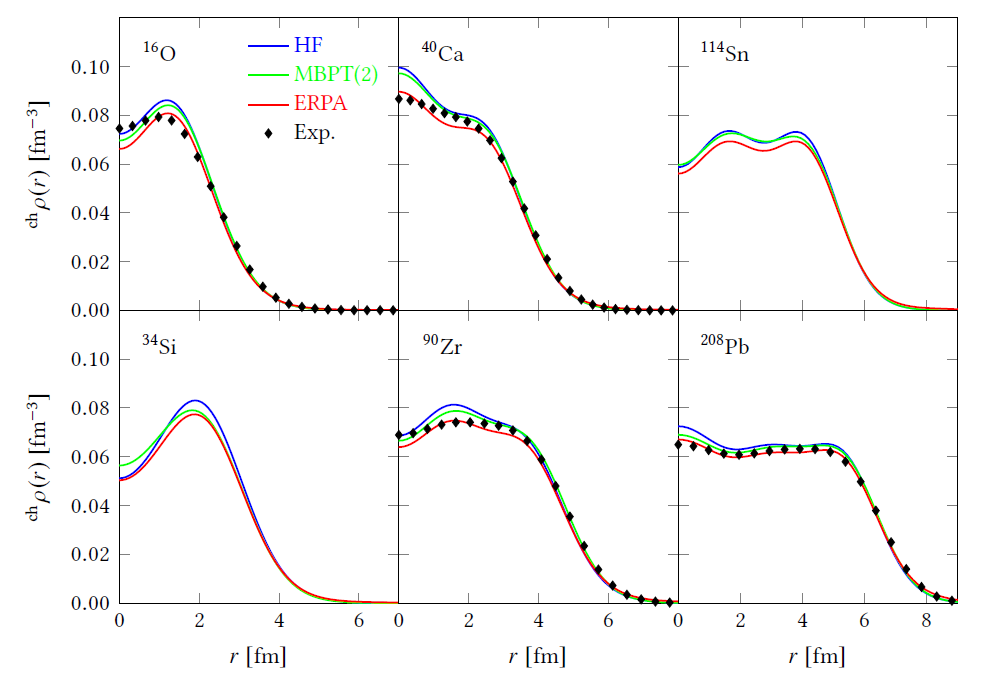 ¹⁶O
HF
MBPT(2)
ERPA
Exp.
⁴⁰Ca
¹¹⁴Sn
0.10
0.08
0.06
0.04
0.02
0.00
ᶜʰρ(r) [fm⁻³]
³⁴Si
⁹⁰Zr
²⁰⁸Pb
0.10
0.08
0.06
0.04
0.02
0.00
ᶜʰρ(r) [fm⁻³]
0 2 4 6 0 2 4 6 0 2 4 6 8
r [fm] r [fm] r [fm]